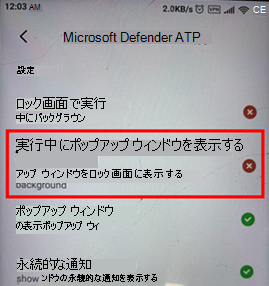 12:03 AM 2.0KB/s CE
Microsoft Defender ATP
設定
ロック画面で実行
中にバックグラウン
実行中にポップアップ ウィンドウを表示する
アップ ウィンドウをロック画面に表示 する
background
ポップアップ ウィンドウ
の表示ポップアップ ウィ
永続的な通知
show ンドウの永続的な通知を表示する